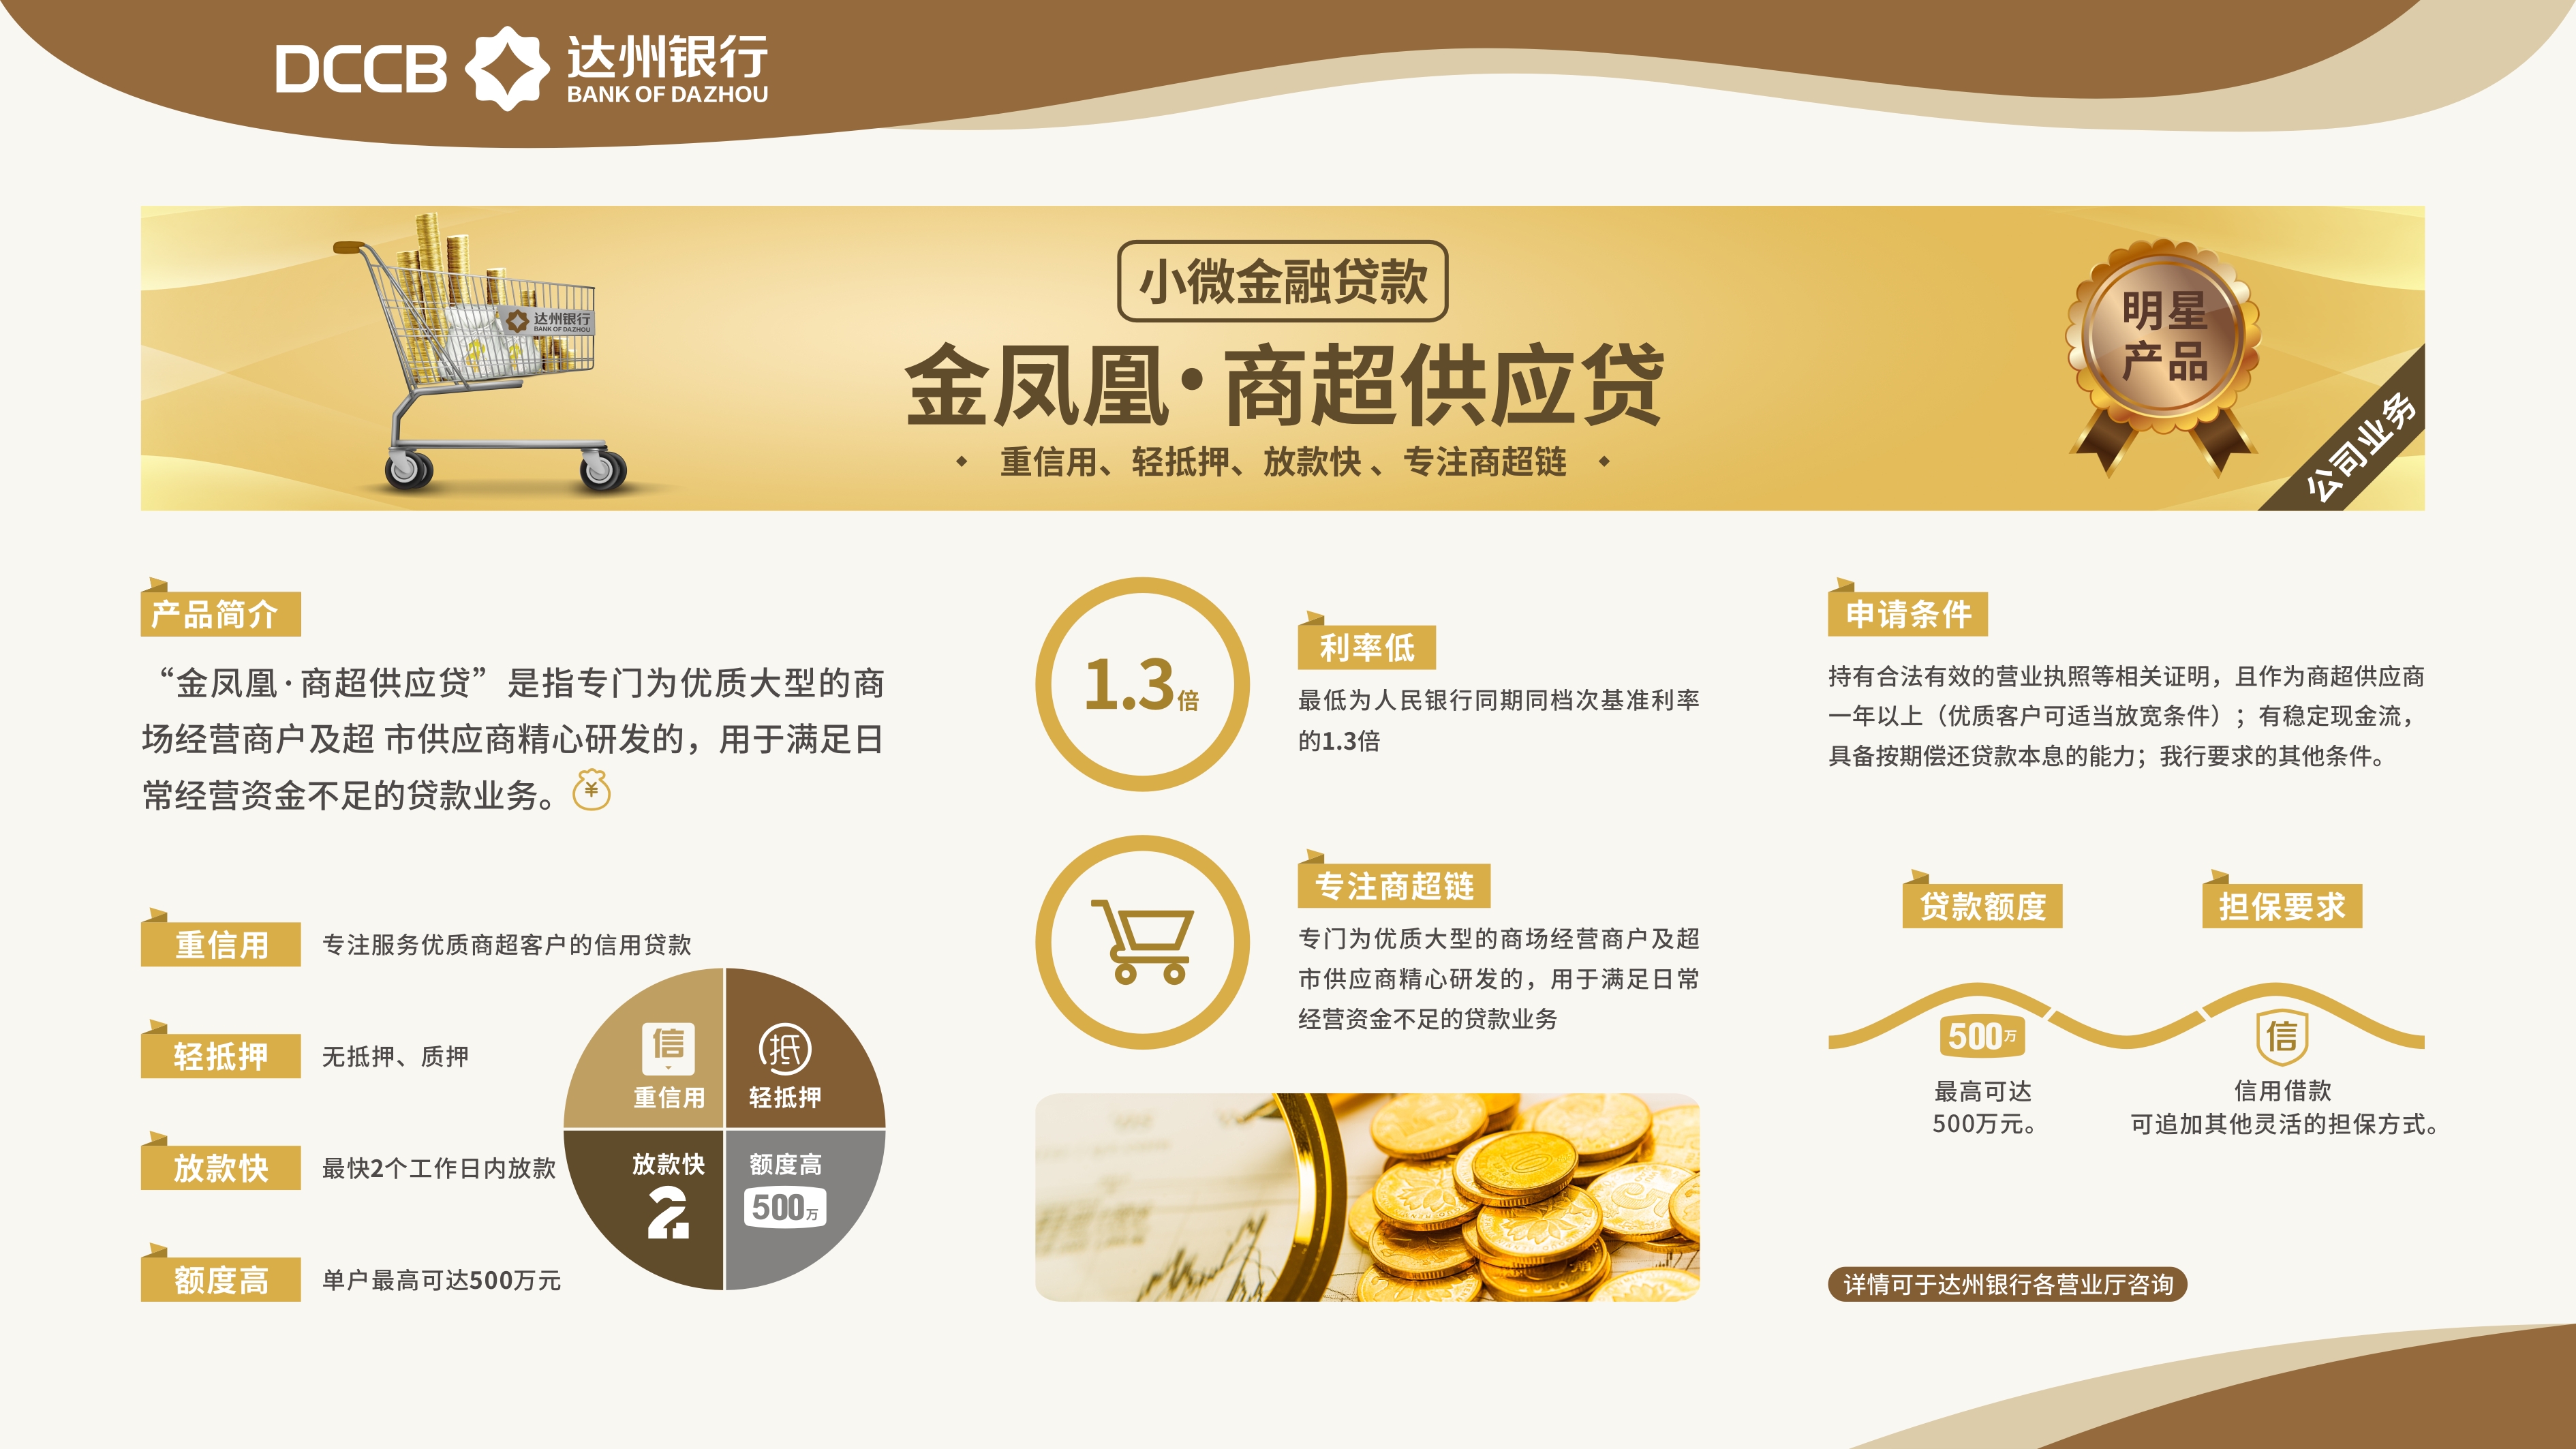 DCCB 达州银行
BANK OF DAZHOU
小微金融贷款
金凤凰·商超供应贷
重信用、轻抵押、放款快、专注商超链
达州银行
BANK OF DAZHOU
明星
产品
公司业务
产品简介
“金凤凰·商超供应贷”是指专门为优质大型的商
场经营商户及超 市供应商精心研发的，用于满足日
常经营资金不足的贷款业务。
¥
重信用
专注服务优质商超客户的信用贷款
轻抵押
无抵押、质押
放款快
最快2个工作日内放款
额度高
单户最高可达500万元
信
重信用
抵
轻抵押
放款快
2
额度高
500万
1.3倍
利率低
最低为人民银行同期同档次基准利率
的1.3倍
专注商超链
专门为优质大型的商场经营商户及超
市供应商精心研发的，用于满足日常
经营资金不足的贷款业务
10
申请条件
持有合法有效的营业执照等相关证明，且作为商超供应商
一年以上（优质客户可适当放宽条件）；有稳定现金流，
具备按期偿还贷款本息的能力；我行要求的其他条件。
贷款额度
500万
最高可达
500万元。
担保要求
信
信用借款
可追加其他灵活的担保方式。
详情可于达州银行各营业厅咨询